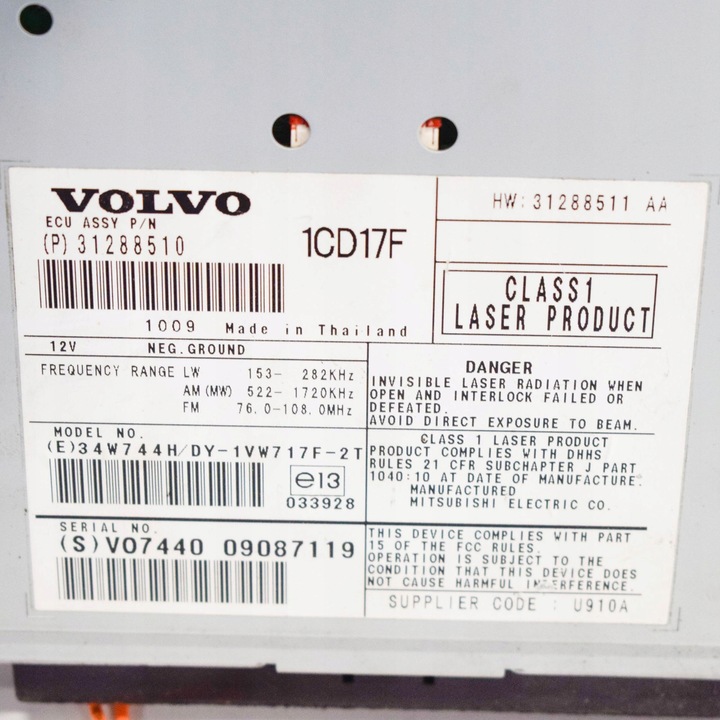 VOLVO
ECU ASSY P/N
(P) 31288510
1CD17F
1009 Made in Thailand
HW: 31288511 AA
CLASS1
LASER PRODUCT
12V NEG.GROUND
FREQUENCY RANGE LW 153- 282KHz
AM (MW) 522- 1720KHz
FM 76.0-108.0MHz
DANGER
INVISIBLE LASER RADIATION WHEN
OPEN AND INTERLOCK FAILED OR
DEFEATED.
AVOID DIRECT EXPOSURE TO BEAM.
MODEL NO.
(E)34W744H/DY-1VW717F-2T
e13
033928
CLASS 1 LASER PRODUCT
PRODUCT COMPLIES WITH DHHS
RULES 21 CFR SUBCHAPTER J PART
1040:10 AT DATE OF MANUFACTURE.
MANUFACTURED
MITSUBISHI ELECTRIC CO.
SERIAL NO.
(S)VO7440 09087119
THIS DEVICE COMPLIES WITH PART
15 OF THE FCC RULES.
OPERATION IS SUBJECT TO THE
CONDITION THAT THIS DEVICE DOES
NOT CAUSE HARMFUL INTERFERENCE.
SUPPLIER CODE : U910A